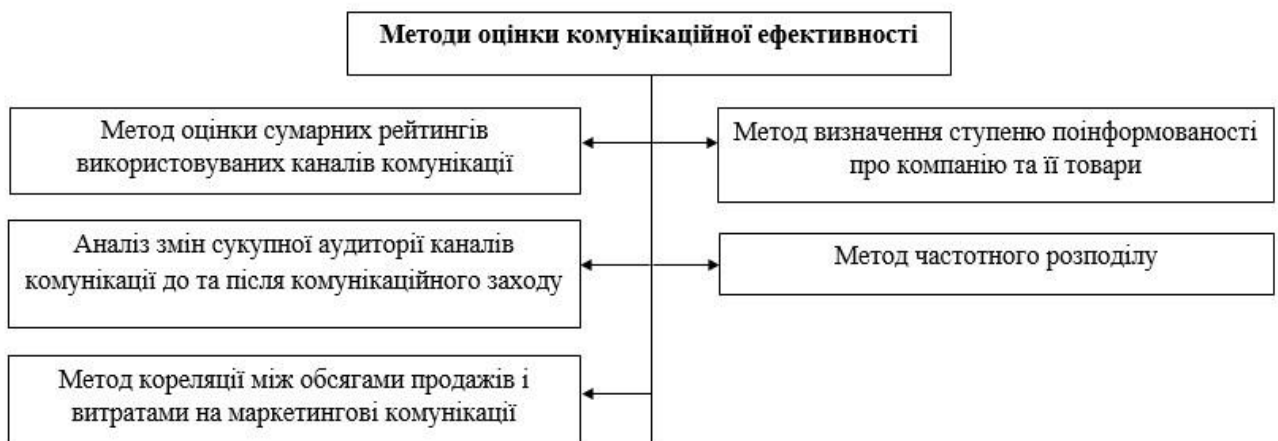 Методи оцінки комунікаційної ефективності
Метод оцінки сумарних рейтингів
використовуваних каналів комунікації
Метод визначення ступеню поінформованості
про компанію та її товари
Аналіз змін сукупної аудиторії каналів
комунікації до та після комунікаційного заходу
Метод частотного розподілу
Метод кореляції між обсягами продажів і
витратами на маркетингові комунікації